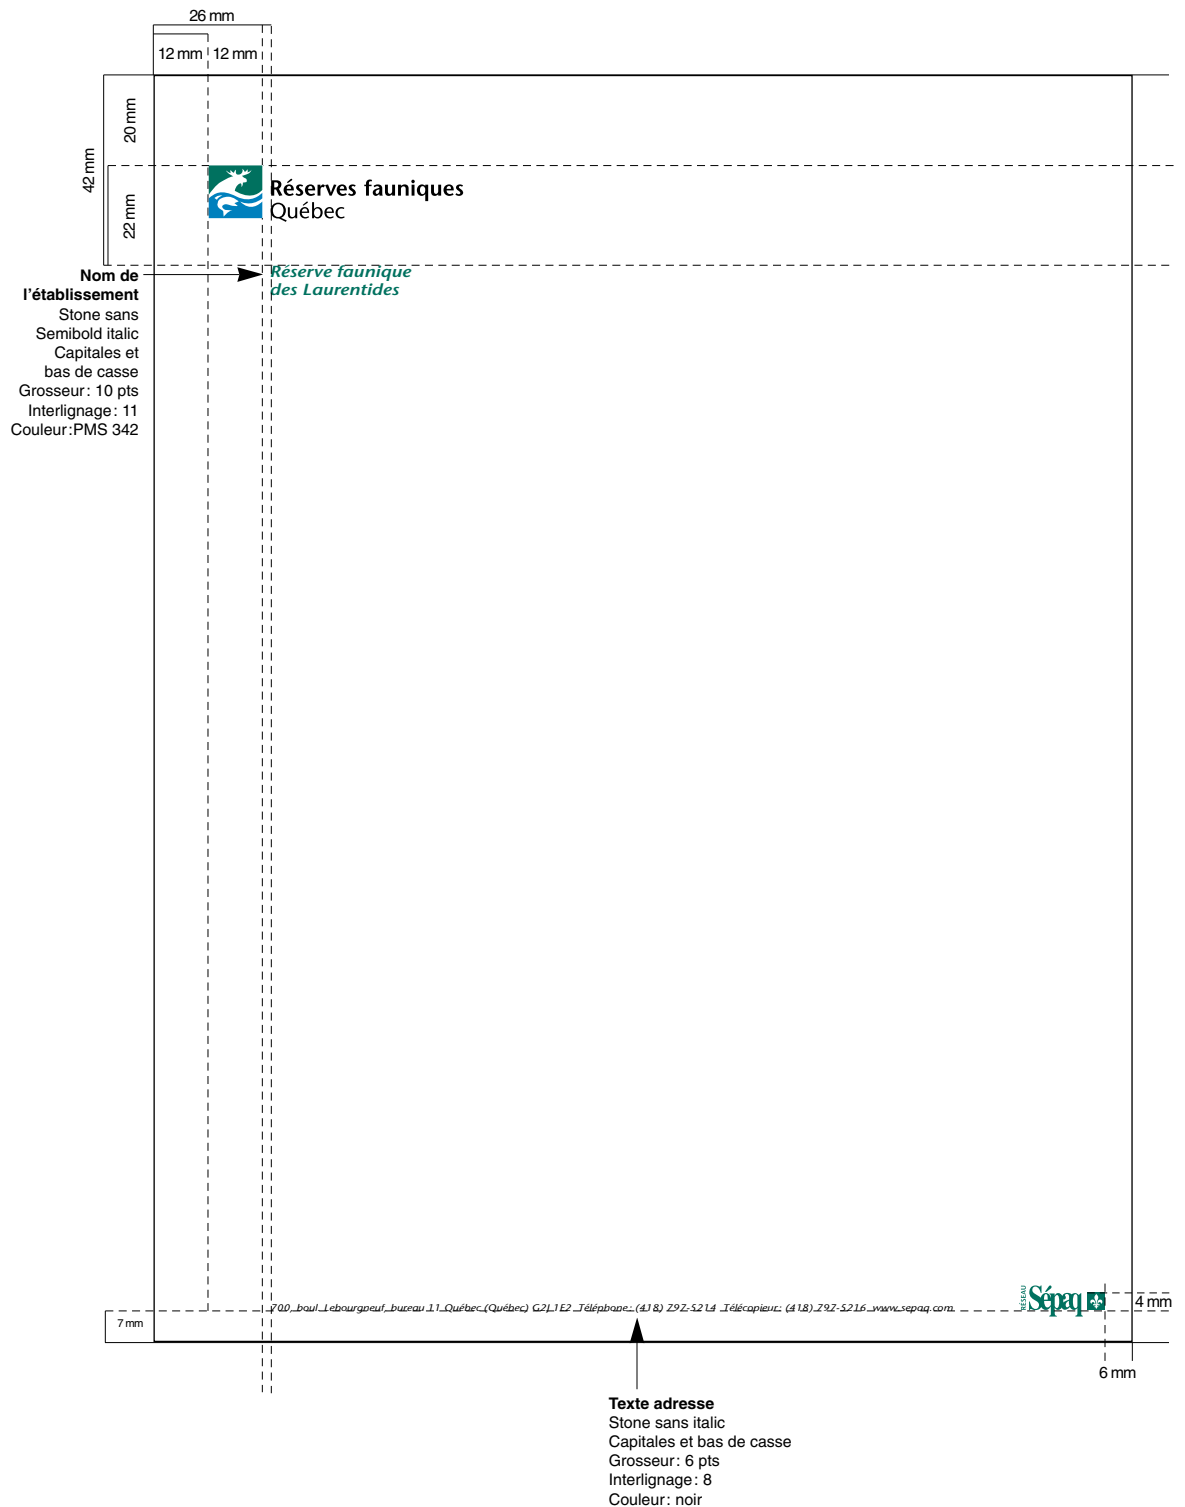 26 mm
12 mm 12 mm
20 mm
42 mm
22 mm
Réserves fauniques
Québec
Réserve faunique
des Laurentides
Nom de
l'établissement
Stone sans
Semibold italic
Capitales et
bas de casse
Grosseur : 10 pts
Interlignage : 11
Couleur :PMS 342
RÉSEAU
Sépaq
4 mm
700, boul. Lebourgneuf, bureau 11 Québec (Québec) G2J 1E2 Téléphone : (418) 797-5214 Télécopieur : (418) 797-5216 www.sepaq.com
7 mm
6 mm
Texte adresse
Stone sans italic
Capitales et bas de casse
Grosseur : 6 pts
Interlignage : 8
Couleur : noir